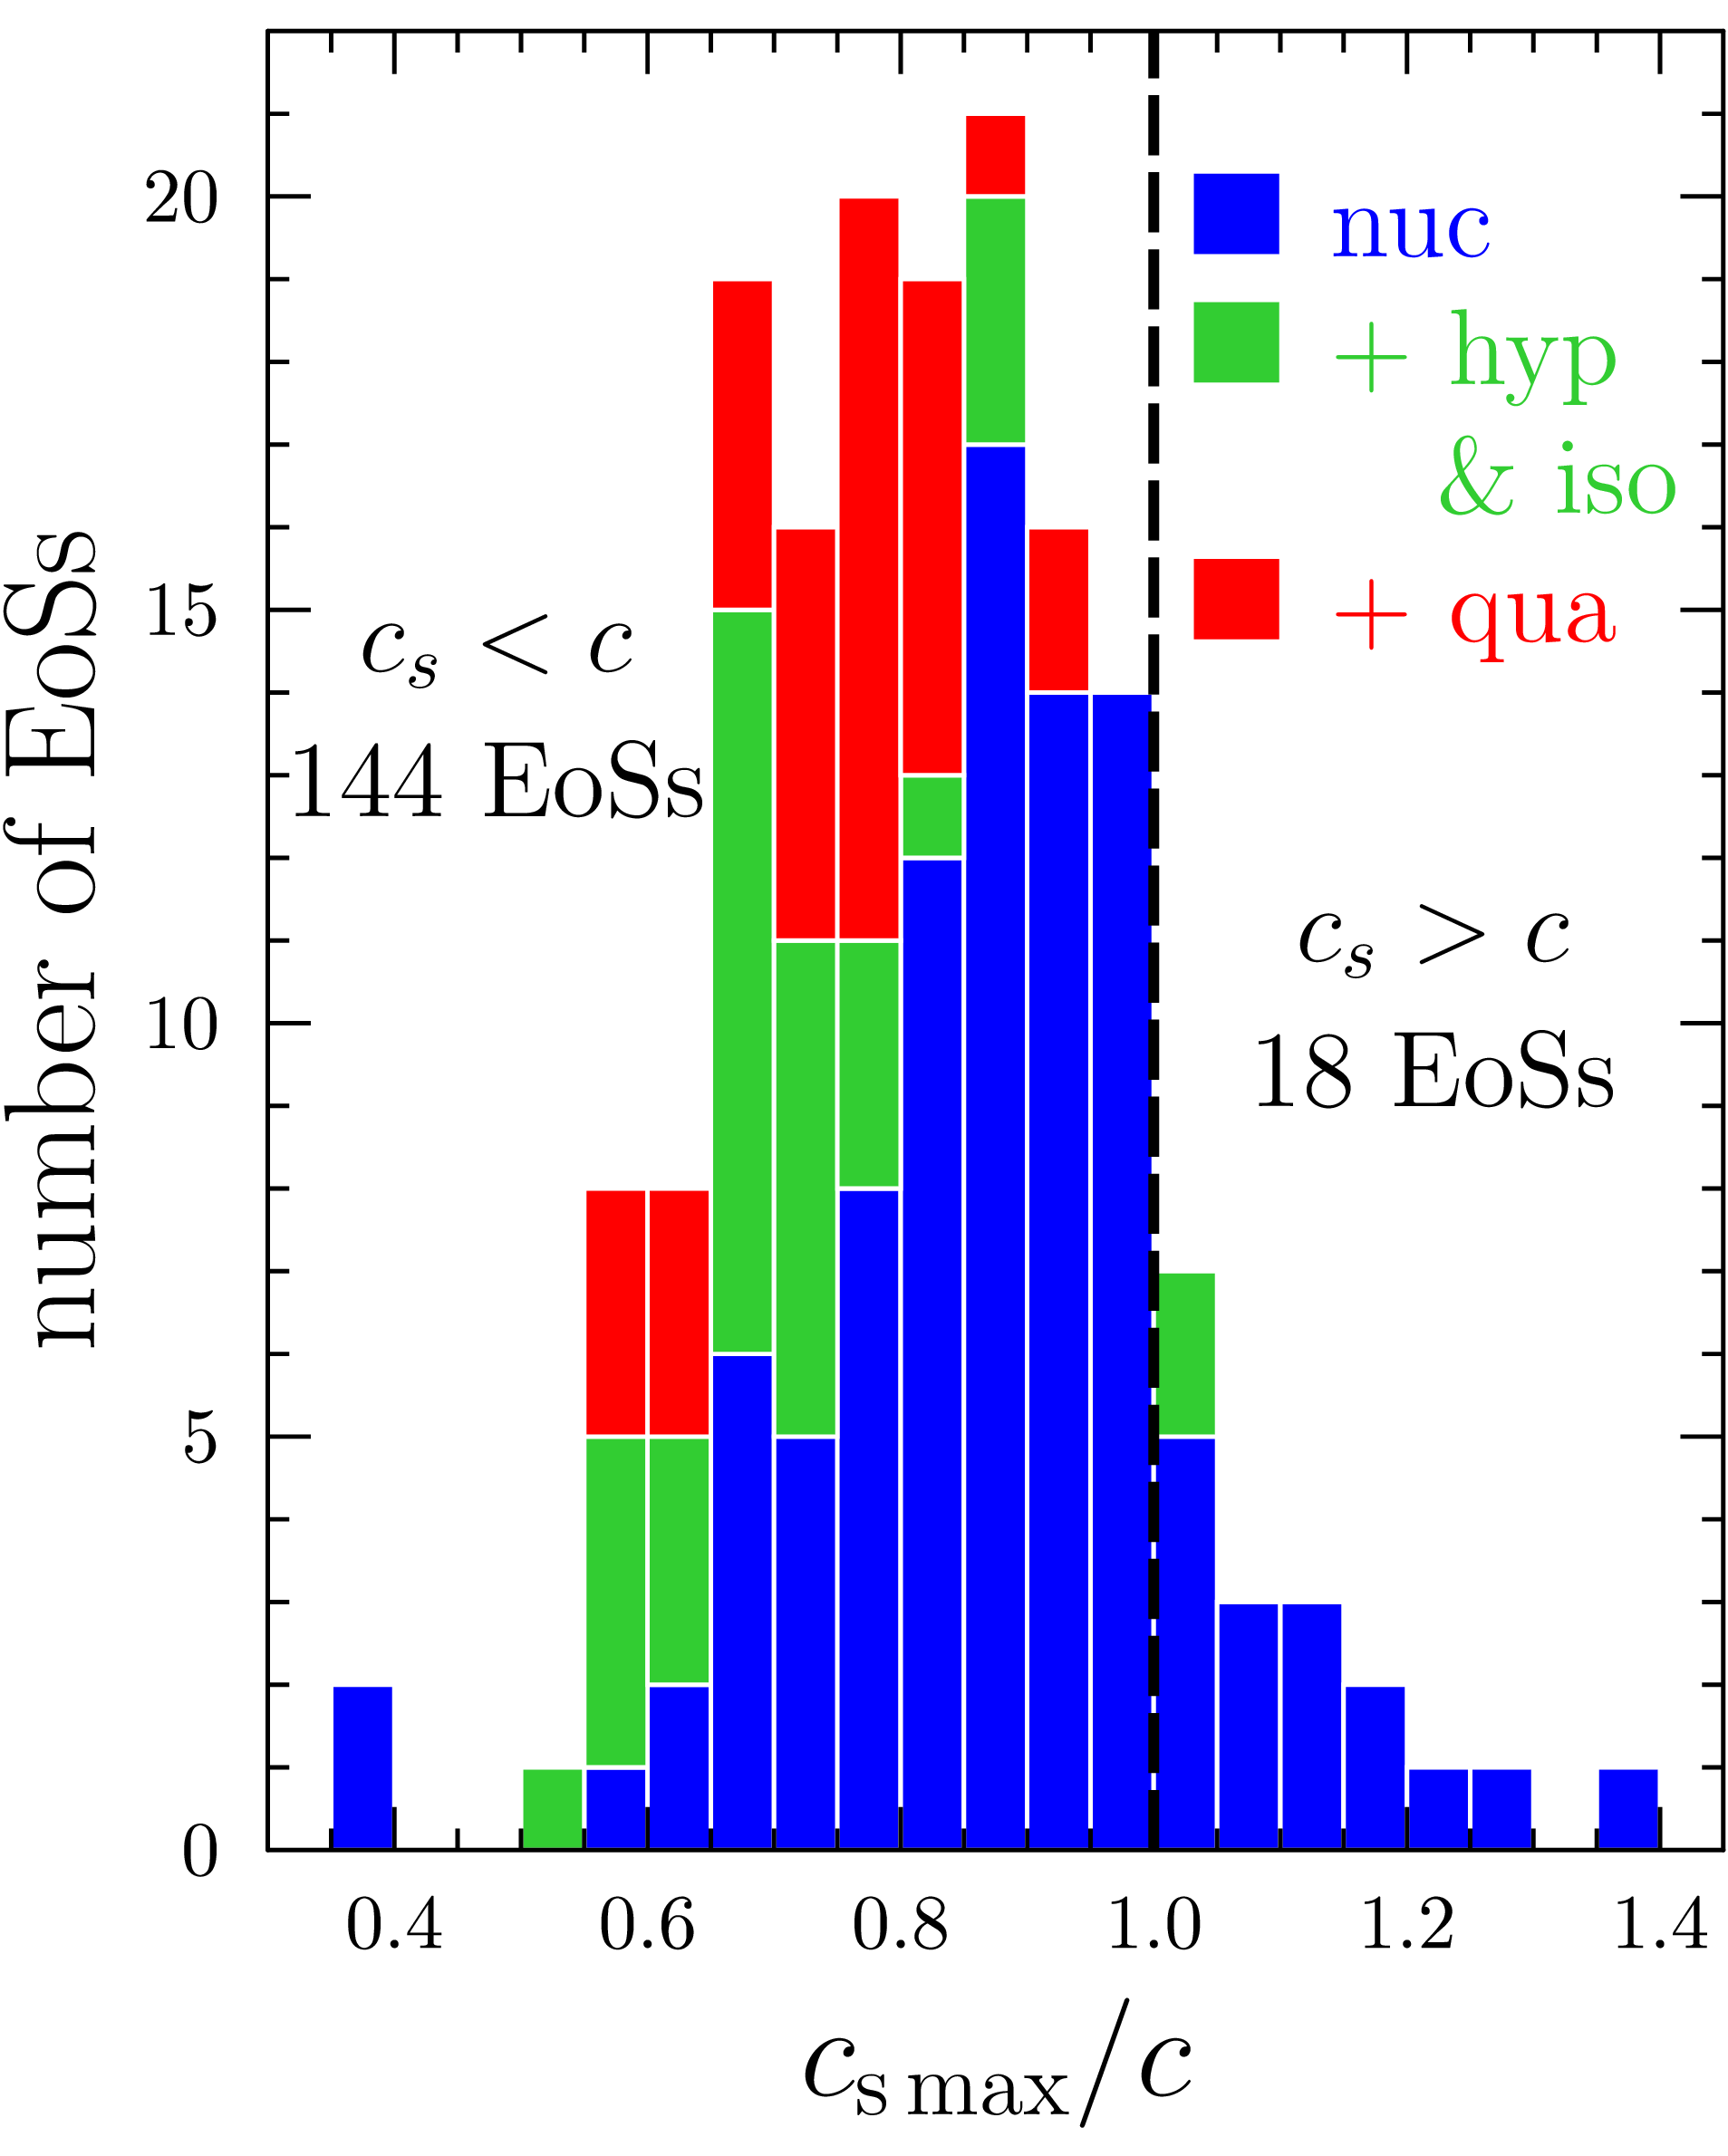 number of EoSs
20
15
10
5
0
nuc
+ hyp
& iso
+ qua
c_s < c
144 EoSs
c_s > c
18 EoSs
0.4 0.6 0.8 1.0 1.2 1.4
c_s max/c